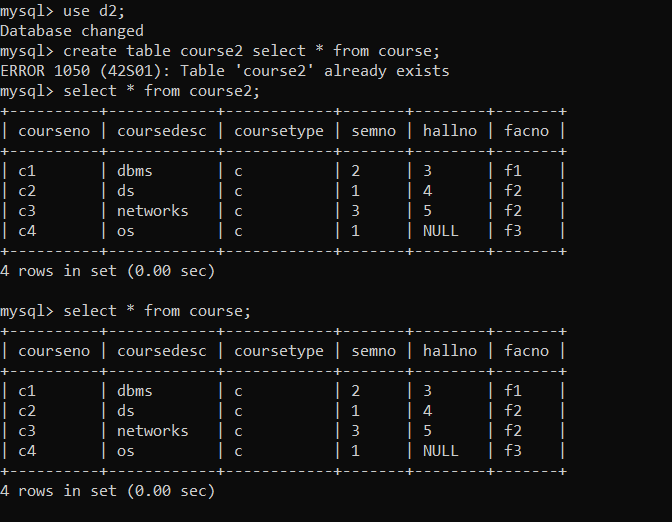 mysql> use d2;
Database changed
mysql> create table course2 select * from course;
ERROR 1050 (42S01): Table 'course2' already exists
mysql> select * from course2;
+----------+------------+------------+-------+--------+-------+
| courseno | coursedesc | coursetype | semno | hallno | facno |
+----------+------------+------------+-------+--------+-------+
| c1       | dbms       | c          | 2     | 3      | f1    |
| c2       | ds         | c          | 1     | 4      | f2    |
| c3       | networks   | c          | 3     | 5      | f2    |
| c4       | os         | c          | 1     | NULL   | f3    |
+----------+------------+------------+-------+--------+-------+
4 rows in set (0.00 sec)

mysql> select * from course;
+----------+------------+------------+-------+--------+-------+
| courseno | coursedesc | coursetype | semno | hallno | facno |
+----------+------------+------------+-------+--------+-------+
| c1       | dbms       | c          | 2     | 3      | f1    |
| c2       | ds         | c          | 1     | 4      | f2    |
| c3       | networks   | c          | 3     | 5      | f2    |
| c4       | os         | c          | 1     | NULL   | f3    |
+----------+------------+------------+-------+--------+-------+
4 rows in set (0.00 sec)